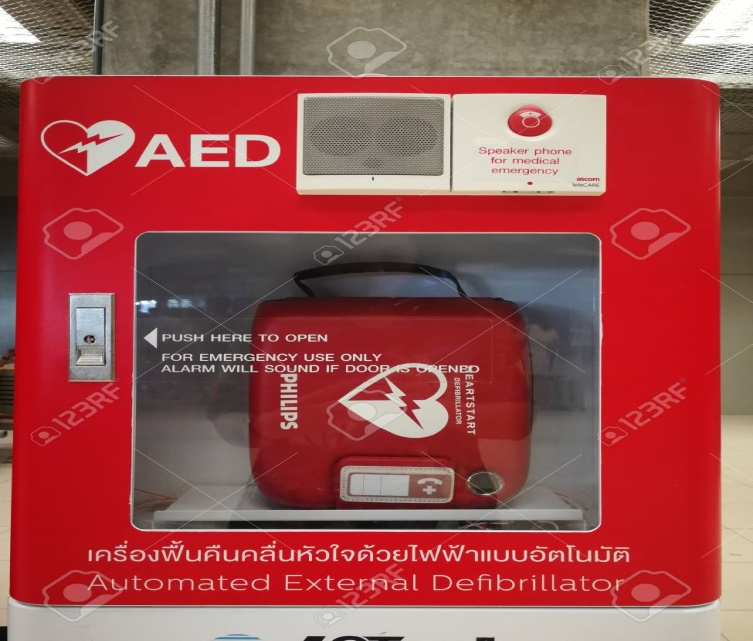 AED
Speaker phone
for medical
emergency
ascom
teleCARE
PUSH HERE TO OPEN
FOR EMERGENCY USE ONLY
ALARM WILL SOUND IF DOOR IS OPENED
PHILIPS
HEARTSTART
DEFIBRILLATOR
เครื่องฟื้นคืนคลื่นหัวใจด้วยไฟฟ้าแบบอัตโนมัติ
Automated External Defibrillator
123RF